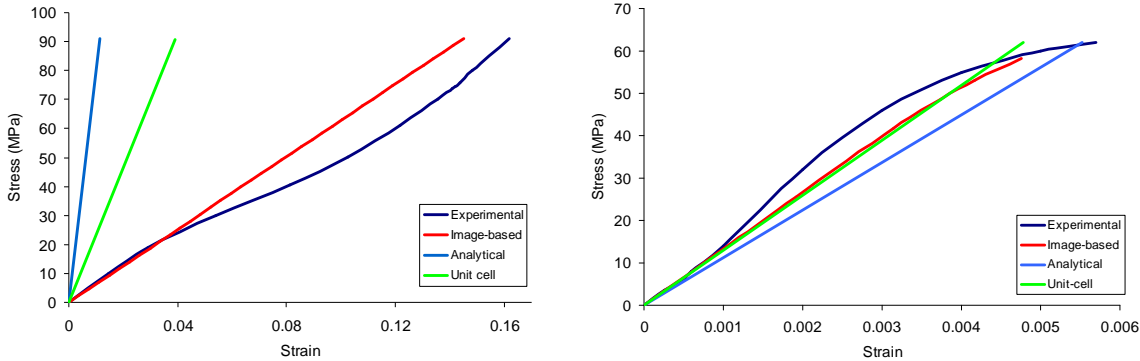 100
90
80
70
60
50
40
30
20
10
0
Stress (MPa)
0 0.04 0.08 0.12 0.16
Strain
Experimental
Image-based
Analytical
Unit cell
70
60
50
40
30
20
10
0
Stress (MPa)
0 0.001 0.002 0.003 0.004 0.005 0.006
Strain
Experimental
Image-based
Analytical
Unit-cell